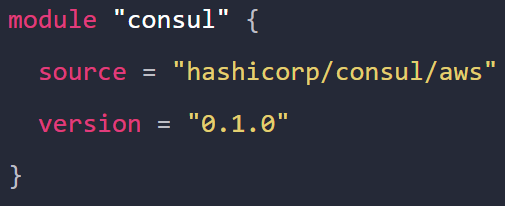 module "consul" {
  source = "hashicorp/consul/aws"
  version = "0.1.0"
}